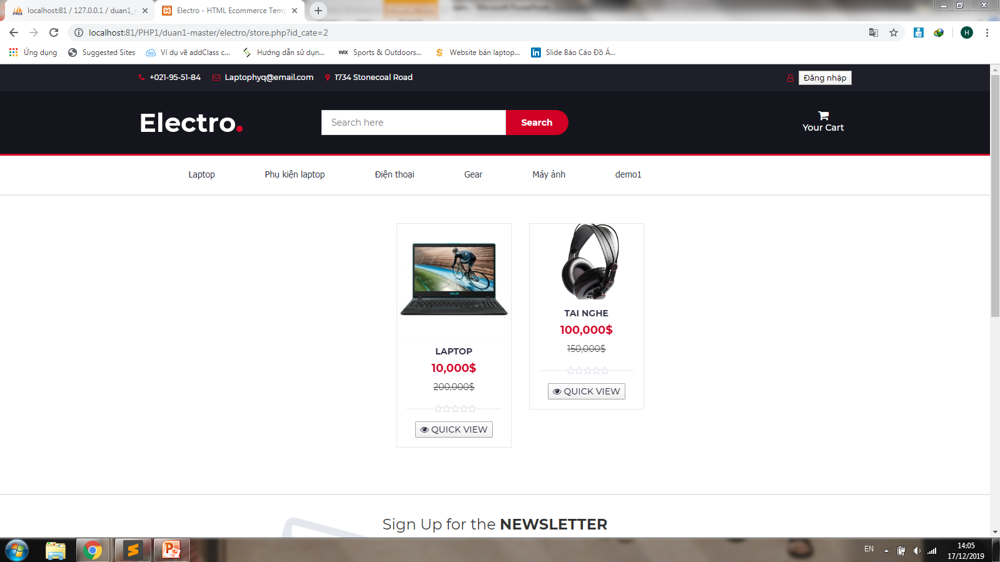 localhost:81 / 127.0.0.1 / duan1_
Electro - HTML Ecommerce Temp
localhost:81/PHP1/duan1-master/electro/store.php?id_cate=2
H
Ứng dụng
Suggested Sites
Ví dụ về addClass c...
Hướng dẫn sử dụn...
WIX
Sports & Outdoors...
Website bán laptop...
Slide Báo Cáo Đồ Á...
+021-95-51-84
Laptophyq@email.com
1734 Stonecoal Road
Đăng nhập
Electro.
Search here
Search
Your Cart
Laptop
Phụ kiện laptop
Điện thoại
Gear
Máy ảnh
demo1
LAPTOP
10,000$
200,000$
QUICK VIEW
TAI NGHE
100,000$
150,000$
QUICK VIEW
Sign Up for the NEWSLETTER
EN
14:05
17/12/2019